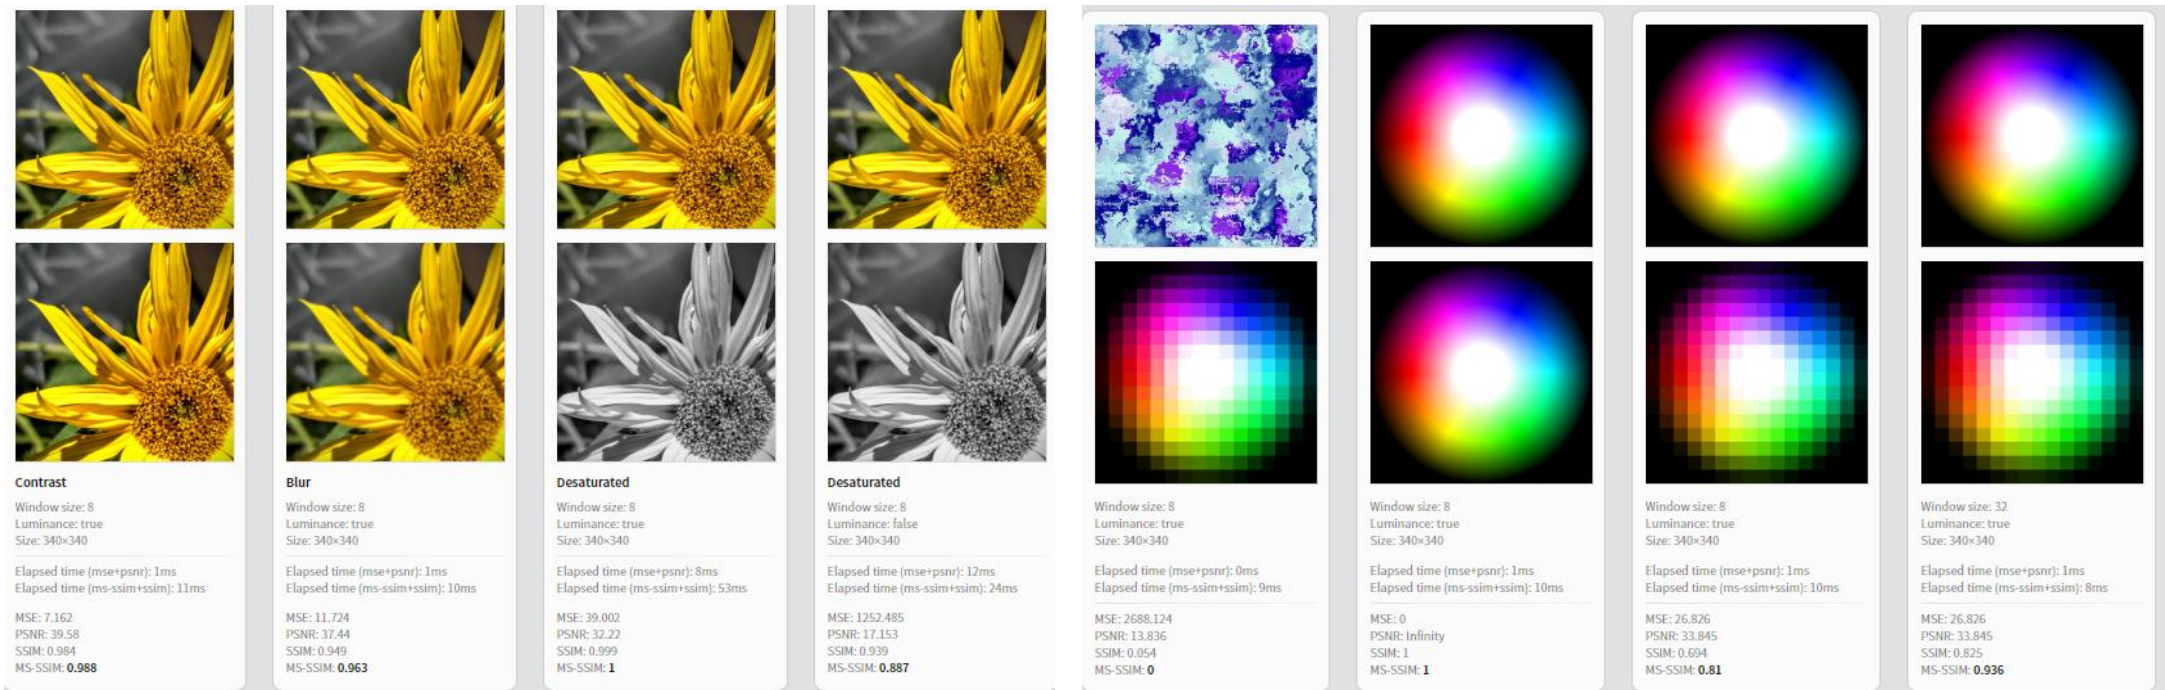 Contrast
Window size: 8
Luminance: true
Size: 340×340
Elapsed time (mse+psnr): 1ms
Elapsed time (ms-ssim+ssim): 11ms
MSE: 7.162
PSNR: 39.58
SSIM: 0.984
MS-SSIM: 0.988
Blur
Window size: 8
Luminance: true
Size: 340×340
Elapsed time (mse+psnr): 1ms
Elapsed time (ms-ssim+ssim): 10ms
MSE: 11.724
PSNR: 37.44
SSIM: 0.949
MS-SSIM: 0.963
Desaturated
Window size: 8
Luminance: true
Size: 340×340
Elapsed time (mse+psnr): 8ms
Elapsed time (ms-ssim+ssim): 53ms
MSE: 39.002
PSNR: 32.22
SSIM: 0.999
MS-SSIM: 1
Desaturated
Window size: 8
Luminance: false
Size: 340×340
Elapsed time (mse+psnr): 12ms
Elapsed time (ms-ssim+ssim): 24ms
MSE: 1252.485
PSNR: 17.153
SSIM: 0.939
MS-SSIM: 0.887
Window size: 8
Luminance: true
Size: 340×340
Elapsed time (mse+psnr): 0ms
Elapsed time (ms-ssim+ssim): 9ms
MSE: 2688.124
PSNR: 13.836
SSIM: 0.054
MS-SSIM: 0
Window size: 8
Luminance: true
Size: 340×340
Elapsed time (mse+psnr): 1ms
Elapsed time (ms-ssim+ssim): 10ms
MSE: 0
PSNR: Infinity
SSIM: 1
MS-SSIM: 1
Window size: 8
Luminance: true
Size: 340×340
Elapsed time (mse+psnr): 1ms
Elapsed time (ms-ssim+ssim): 10ms
MSE: 26.826
PSNR: 33.845
SSIM: 0.694
MS-SSIM: 0.81
Window size: 32
Luminance: true
Size: 340×340
Elapsed time (mse+psnr): 1ms
Elapsed time (ms-ssim+ssim): 8ms
MSE: 26.826
PSNR: 33.845
SSIM: 0.825
MS-SSIM: 0.936